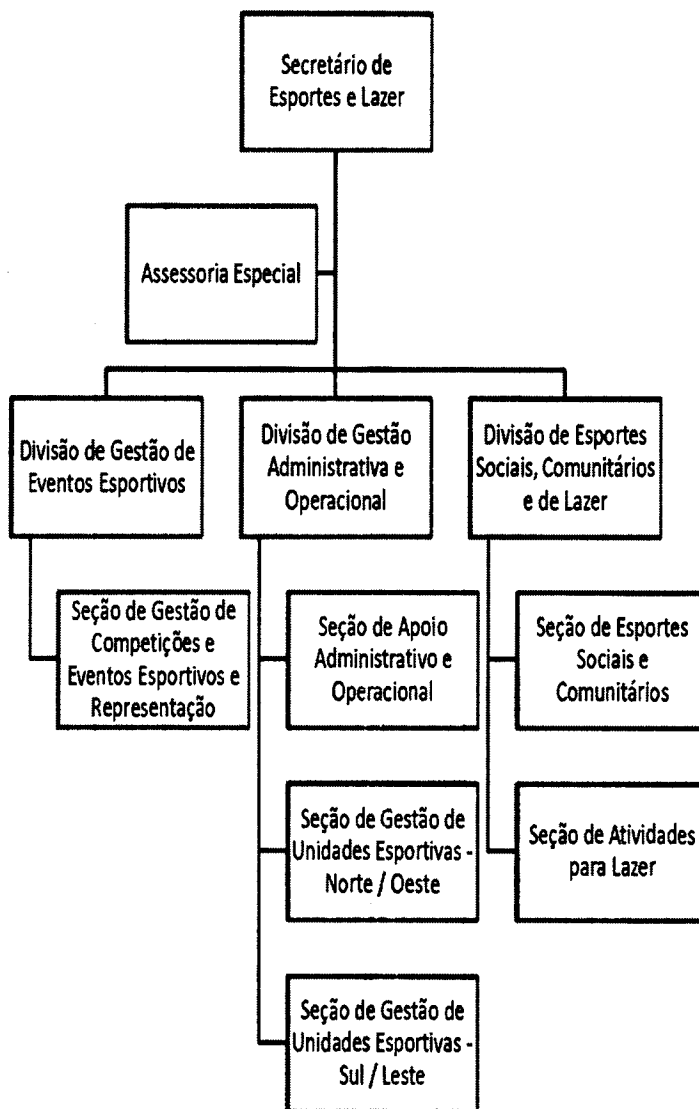 Secretário de
Esportes e Lazer
Assessoria Especial
Divisão de Gestão de
Eventos Esportivos
Divisão de Gestão
Administrativa e
Operacional
Divisão de Esportes
Sociais, Comunitários
e de Lazer
Seção de Gestão de
Competições e
Eventos Esportivos e
Representação
Seção de Apoio
Administrativo e
Operacional
Seção de Esportes
Sociais e
Comunitários
Seção de Gestão de
Unidades Esportivas -
Norte / Oeste
Seção de Atividades
para Lazer
Seção de Gestão de
Unidades Esportivas -
Sul / Leste